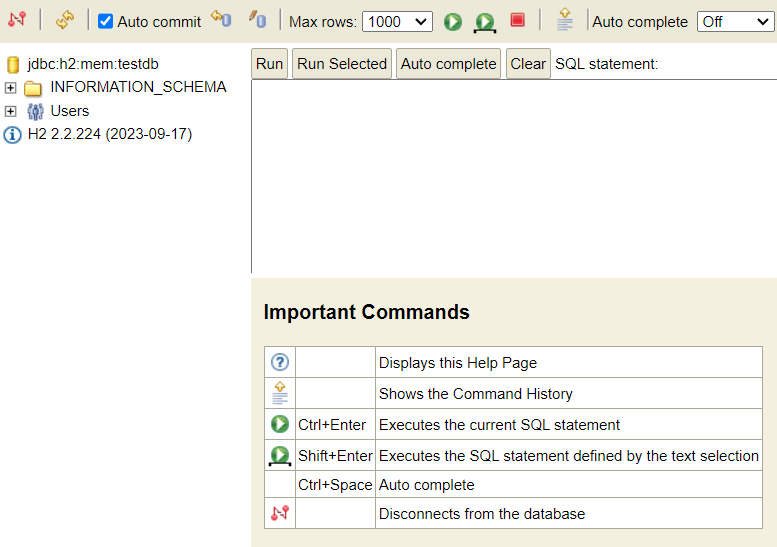 Auto commit Max rows: 1000 Auto complete Off
jdbc:h2:mem:testdb
INFORMATION_SCHEMA
Users
H2 2.2.224 (2023-09-17)
Run Run Selected Auto complete Clear SQL statement:
Important Commands
Displays this Help Page
Shows the Command History
Ctrl+Enter Executes the current SQL statement
Shift+Enter Executes the SQL statement defined by the text selection
Ctrl+Space Auto complete
Disconnects from the database